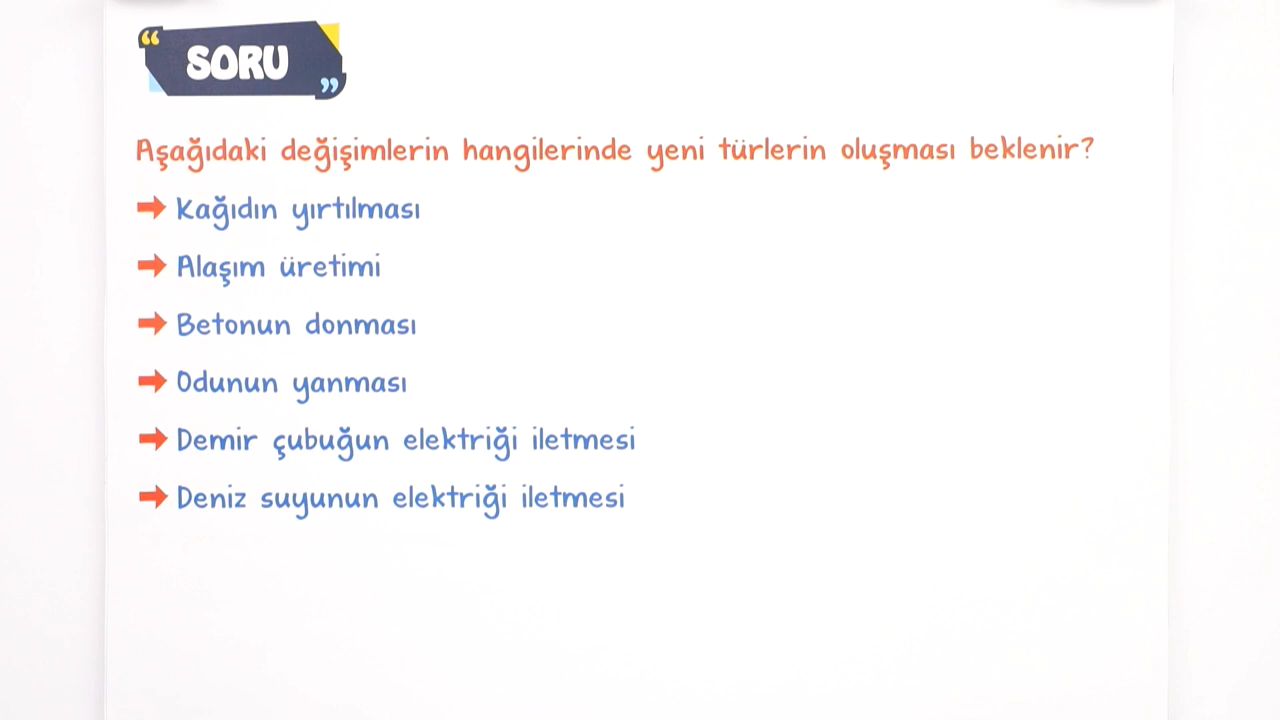 “ SORU ”
Aşağıdaki değişimlerin hangilerinde yeni türlerin oluşması beklenir?
➡ Kağıdın yırtılması
➡ Alaşım üretimi
➡ Betonun donması
➡ Odunun yanması
➡ Demir çubuğun elektriği iletmesi
➡ Deniz suyunun elektriği iletmesi